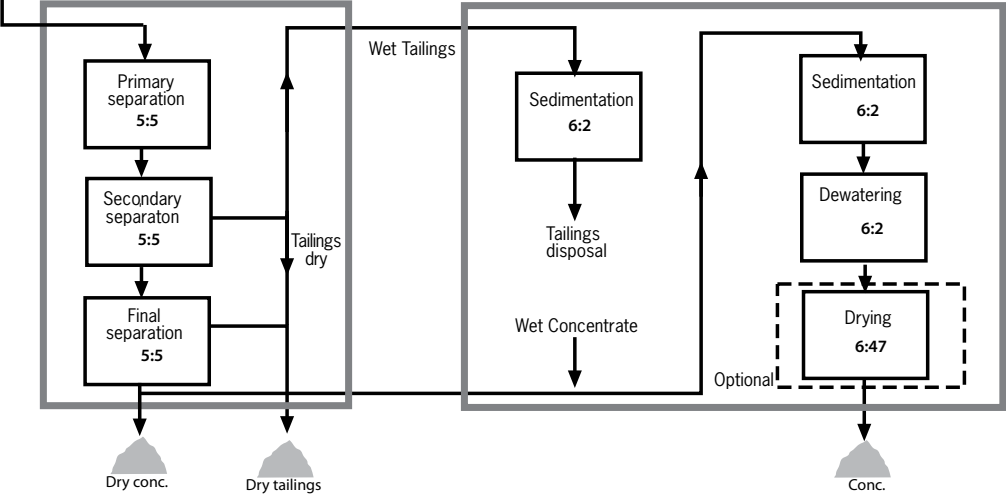 Primary
separation
5:5
Secondary
separaton
5:5
Final
separation
5:5
Tailings
dry
Dry conc.
Dry tailings
Wet Tailings
Sedimentation
6:2
Tailings
disposal
Wet Concentrate
Sedimentation
6:2
Dewatering
6:2
Drying
6:47
Optional
Conc.